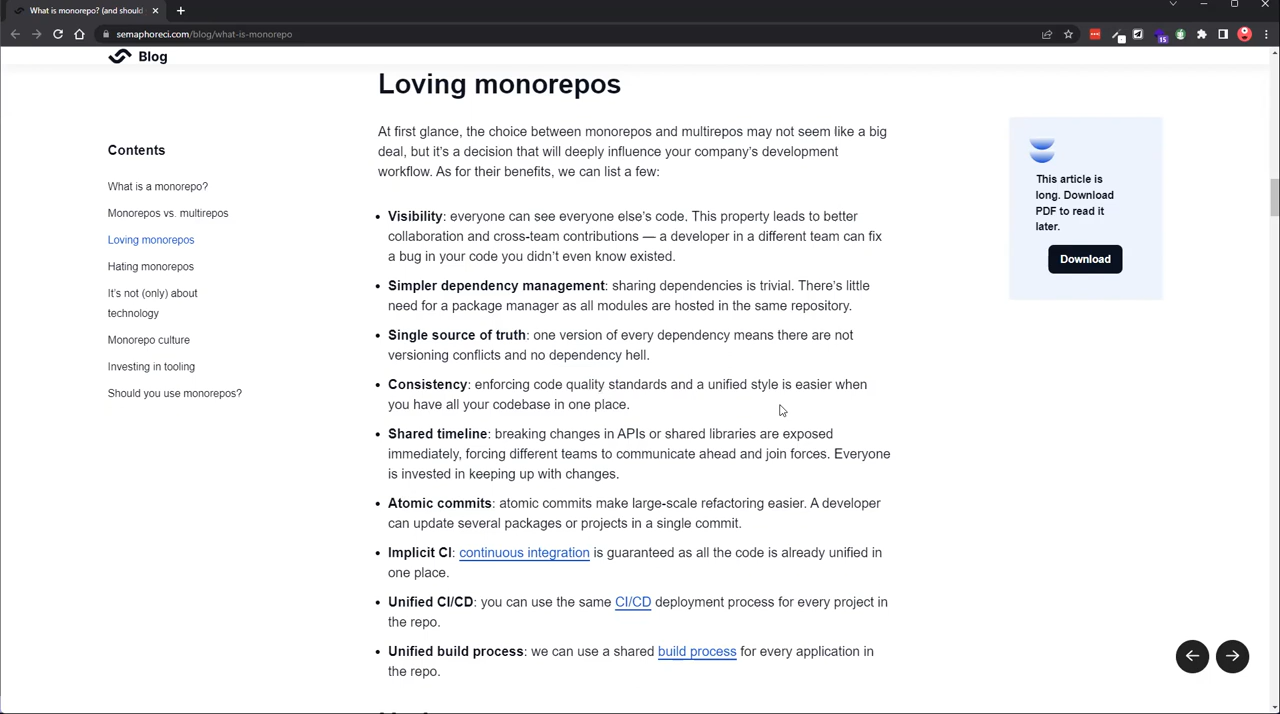 What is monorepo? (and should
semaphoreci.com/blog/what-is-monorepo
15
Blog
Loving monorepos
At first glance, the choice between monorepos and multirepos may not seem like a big
deal, but it's a decision that will deeply influence your company's development
workflow. As for their benefits, we can list a few:
Contents
What is a monorepo?
Monorepos vs. multirepos
Loving monorepos
Hating monorepos
It's not (only) about
technology
Monorepo culture
Investing in tooling
Should you use monorepos?
• Visibility: everyone can see everyone else's code. This property leads to better
collaboration and cross-team contributions — a developer in a different team can fix
a bug in your code you didn't even know existed.
• Simpler dependency management: sharing dependencies is trivial. There's little
need for a package manager as all modules are hosted in the same repository.
• Single source of truth: one version of every dependency means there are not
versioning conflicts and no dependency hell.
• Consistency: enforcing code quality standards and a unified style is easier when
you have all your codebase in one place.
• Shared timeline: breaking changes in APIs or shared libraries are exposed
immediately, forcing different teams to communicate ahead and join forces. Everyone
is invested in keeping up with changes.
• Atomic commits: atomic commits make large-scale refactoring easier. A developer
can update several packages or projects in a single commit.
• Implicit CI: continuous integration is guaranteed as all the code is already unified in
one place.
• Unified CI/CD: you can use the same CI/CD deployment process for every project in
the repo.
• Unified build process: we can use a shared build process for every application in
the repo.
This article is
long. Download
PDF to read it
later.
Download